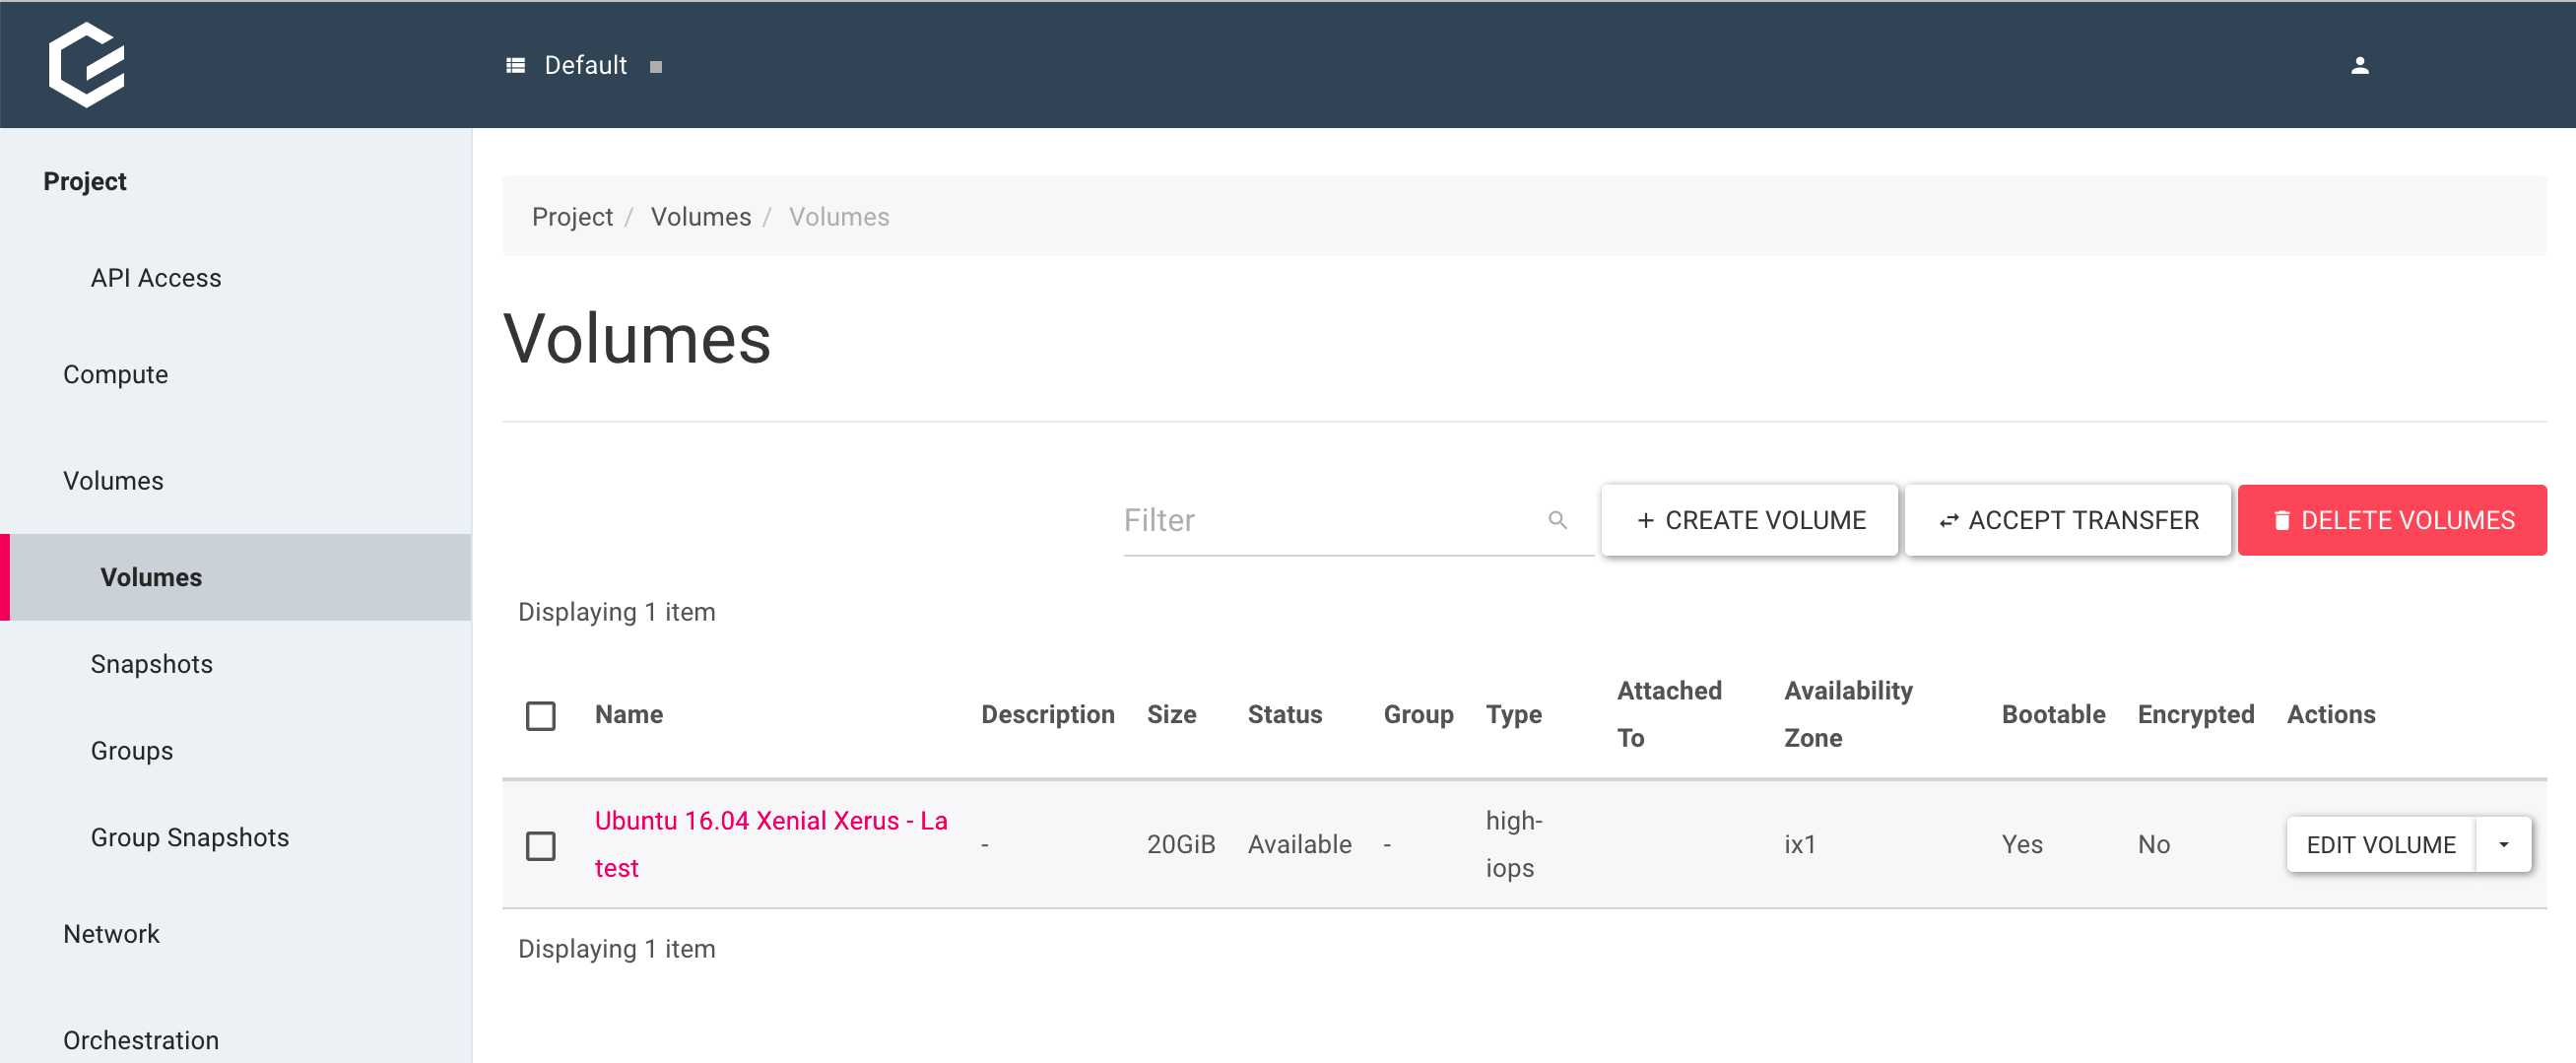 Default
Project
API Access
Compute
Volumes
Volumes
Snapshots
Groups
Group Snapshots
Network
Orchestration
Project / Volumes / Volumes
Volumes
Filter
CREATE VOLUME
ACCEPT TRANSFER
DELETE VOLUMES
Displaying 1 item
Name Description Size Status Group Type Attached To Availability Zone Bootable Encrypted Actions
Ubuntu 16.04 Xenial Xerus - La
test
-
20GiB
Available
-
high-
iops
ix1
Yes
No
EDIT VOLUME
Displaying 1 item